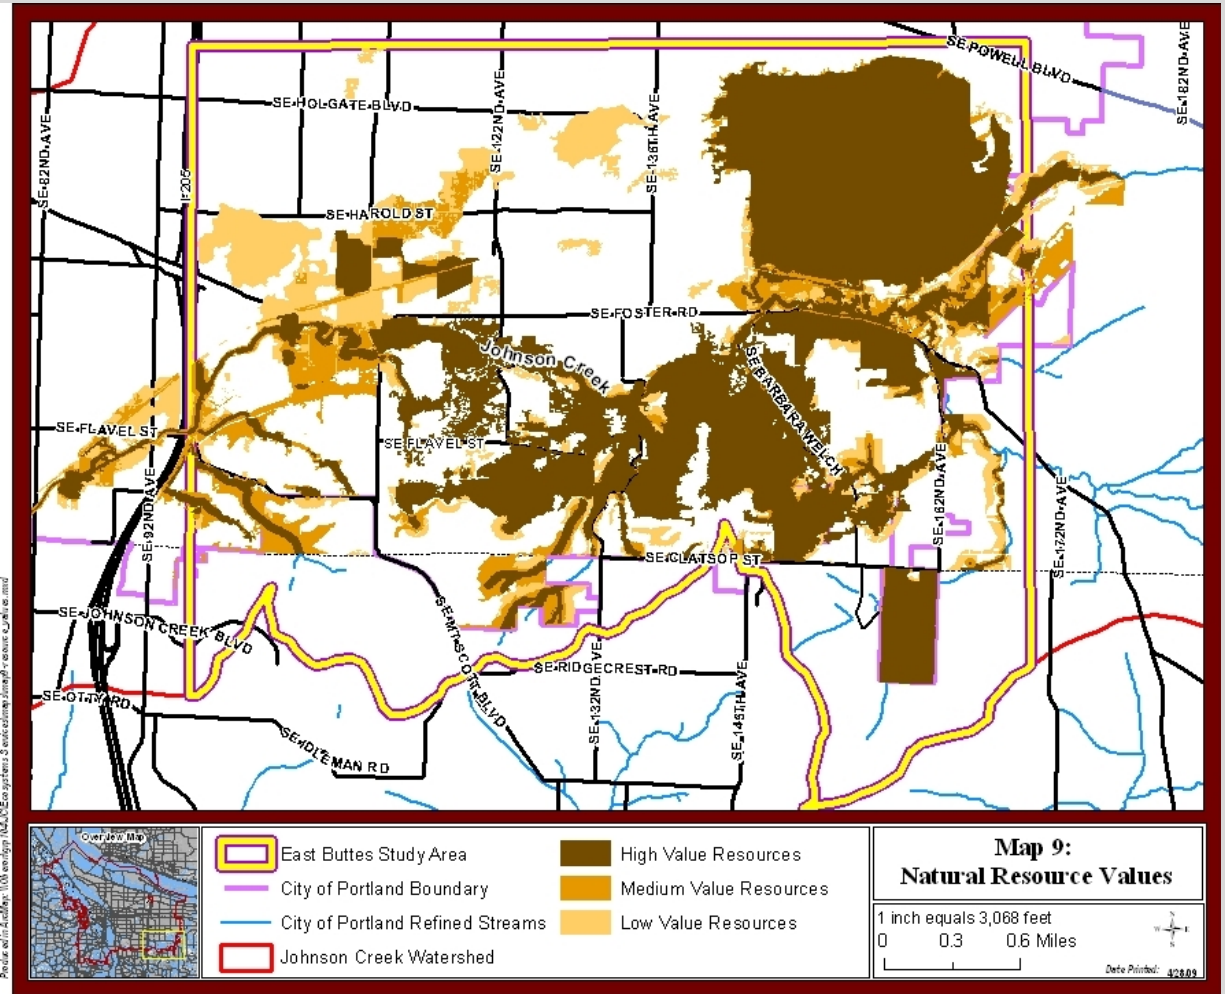 SE POWELL BLVD
SE 182ND AVE
SE HOLGATE BLVD
SE 122ND AVE
SE 136TH AVE
SE 82ND AVE
I-205
SE HAROLD ST
SE FOSTER RD
Johnson Creek
SE BARBARA WELCH
SE FLAVEL ST
SE FLAVEL ST
SE 162ND AVE
SE 92ND AVE
SE 172ND AVE
SE CLATSOP ST
SE JOHNSON CREEK BLVD
SE MT SCOTT BLVD
SE RIDGECREST RD
SE 132ND AVE
SE 145TH AVE
SE OTTY RD
SE IDLEMAN RD
Overview Map
East Buttes Study Area
City of Portland Boundary
City of Portland Refined Streams
Johnson Creek Watershed
High Value Resources
Medium Value Resources
Low Value Resources
Map 9:
Natural Resource Values
1 inch equals 3,068 feet
0 0.3 0.6 Miles
N
W E
S
Date Printed: 4/28/09